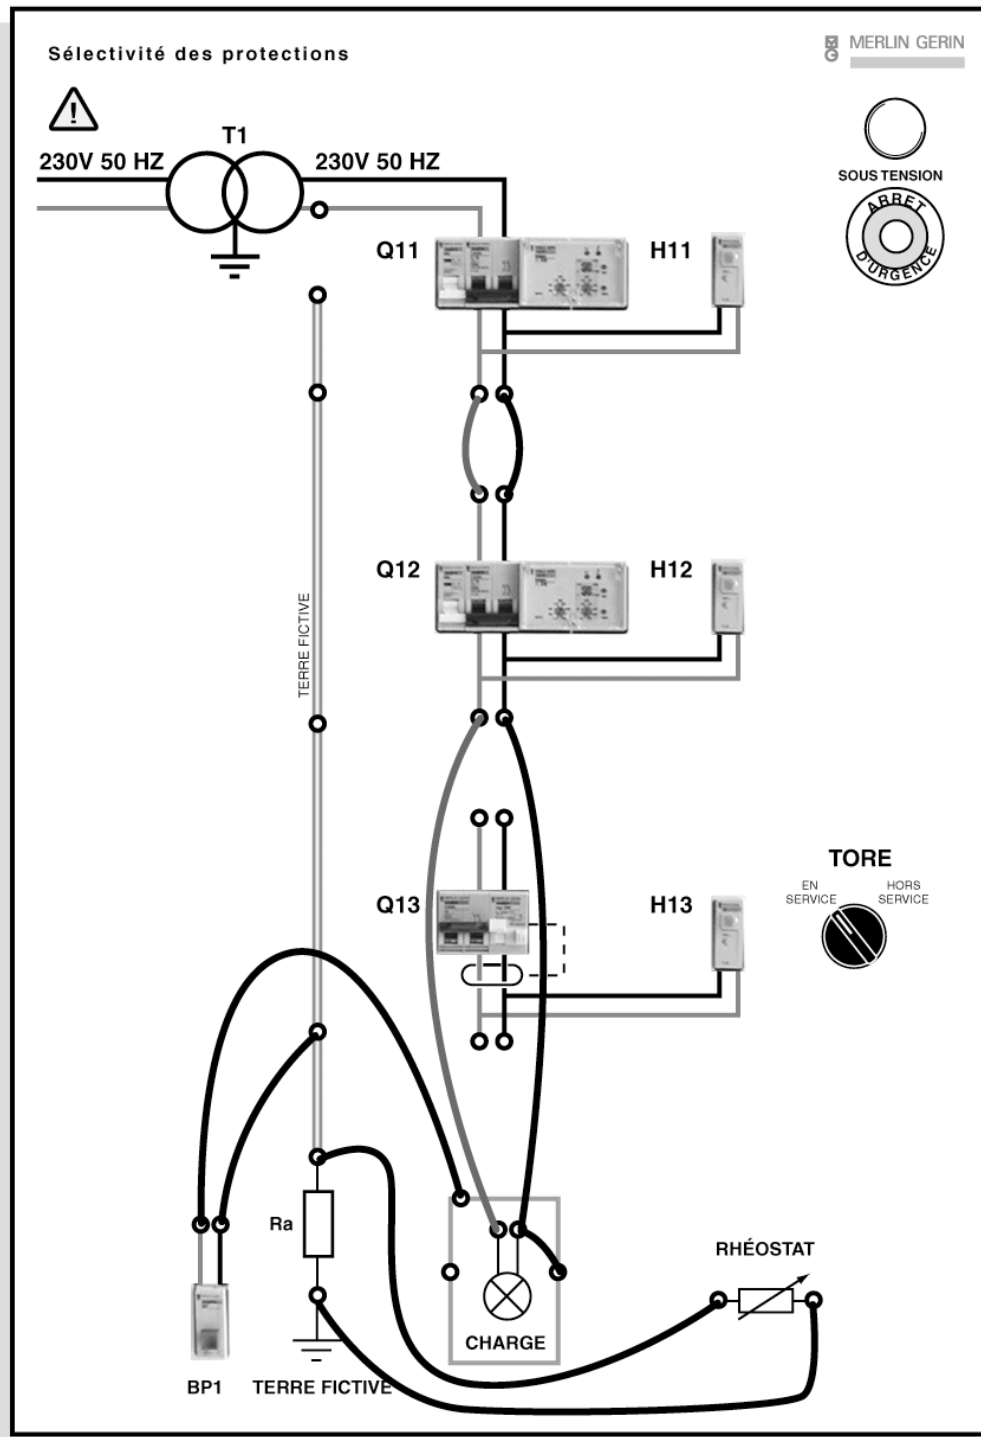 Sélectivité des protections
MERLIN GERIN
T1
230V 50 HZ
230V 50 HZ
SOUS TENSION
ARRET
D'URGENCE
Q11
H11
Q12
H12
TERRE FICTIVE
TORE
EN
SERVICE
HORS
SERVICE
Q13
H13
Ra
RHÉOSTAT
CHARGE
BP1
TERRE FICTIVE